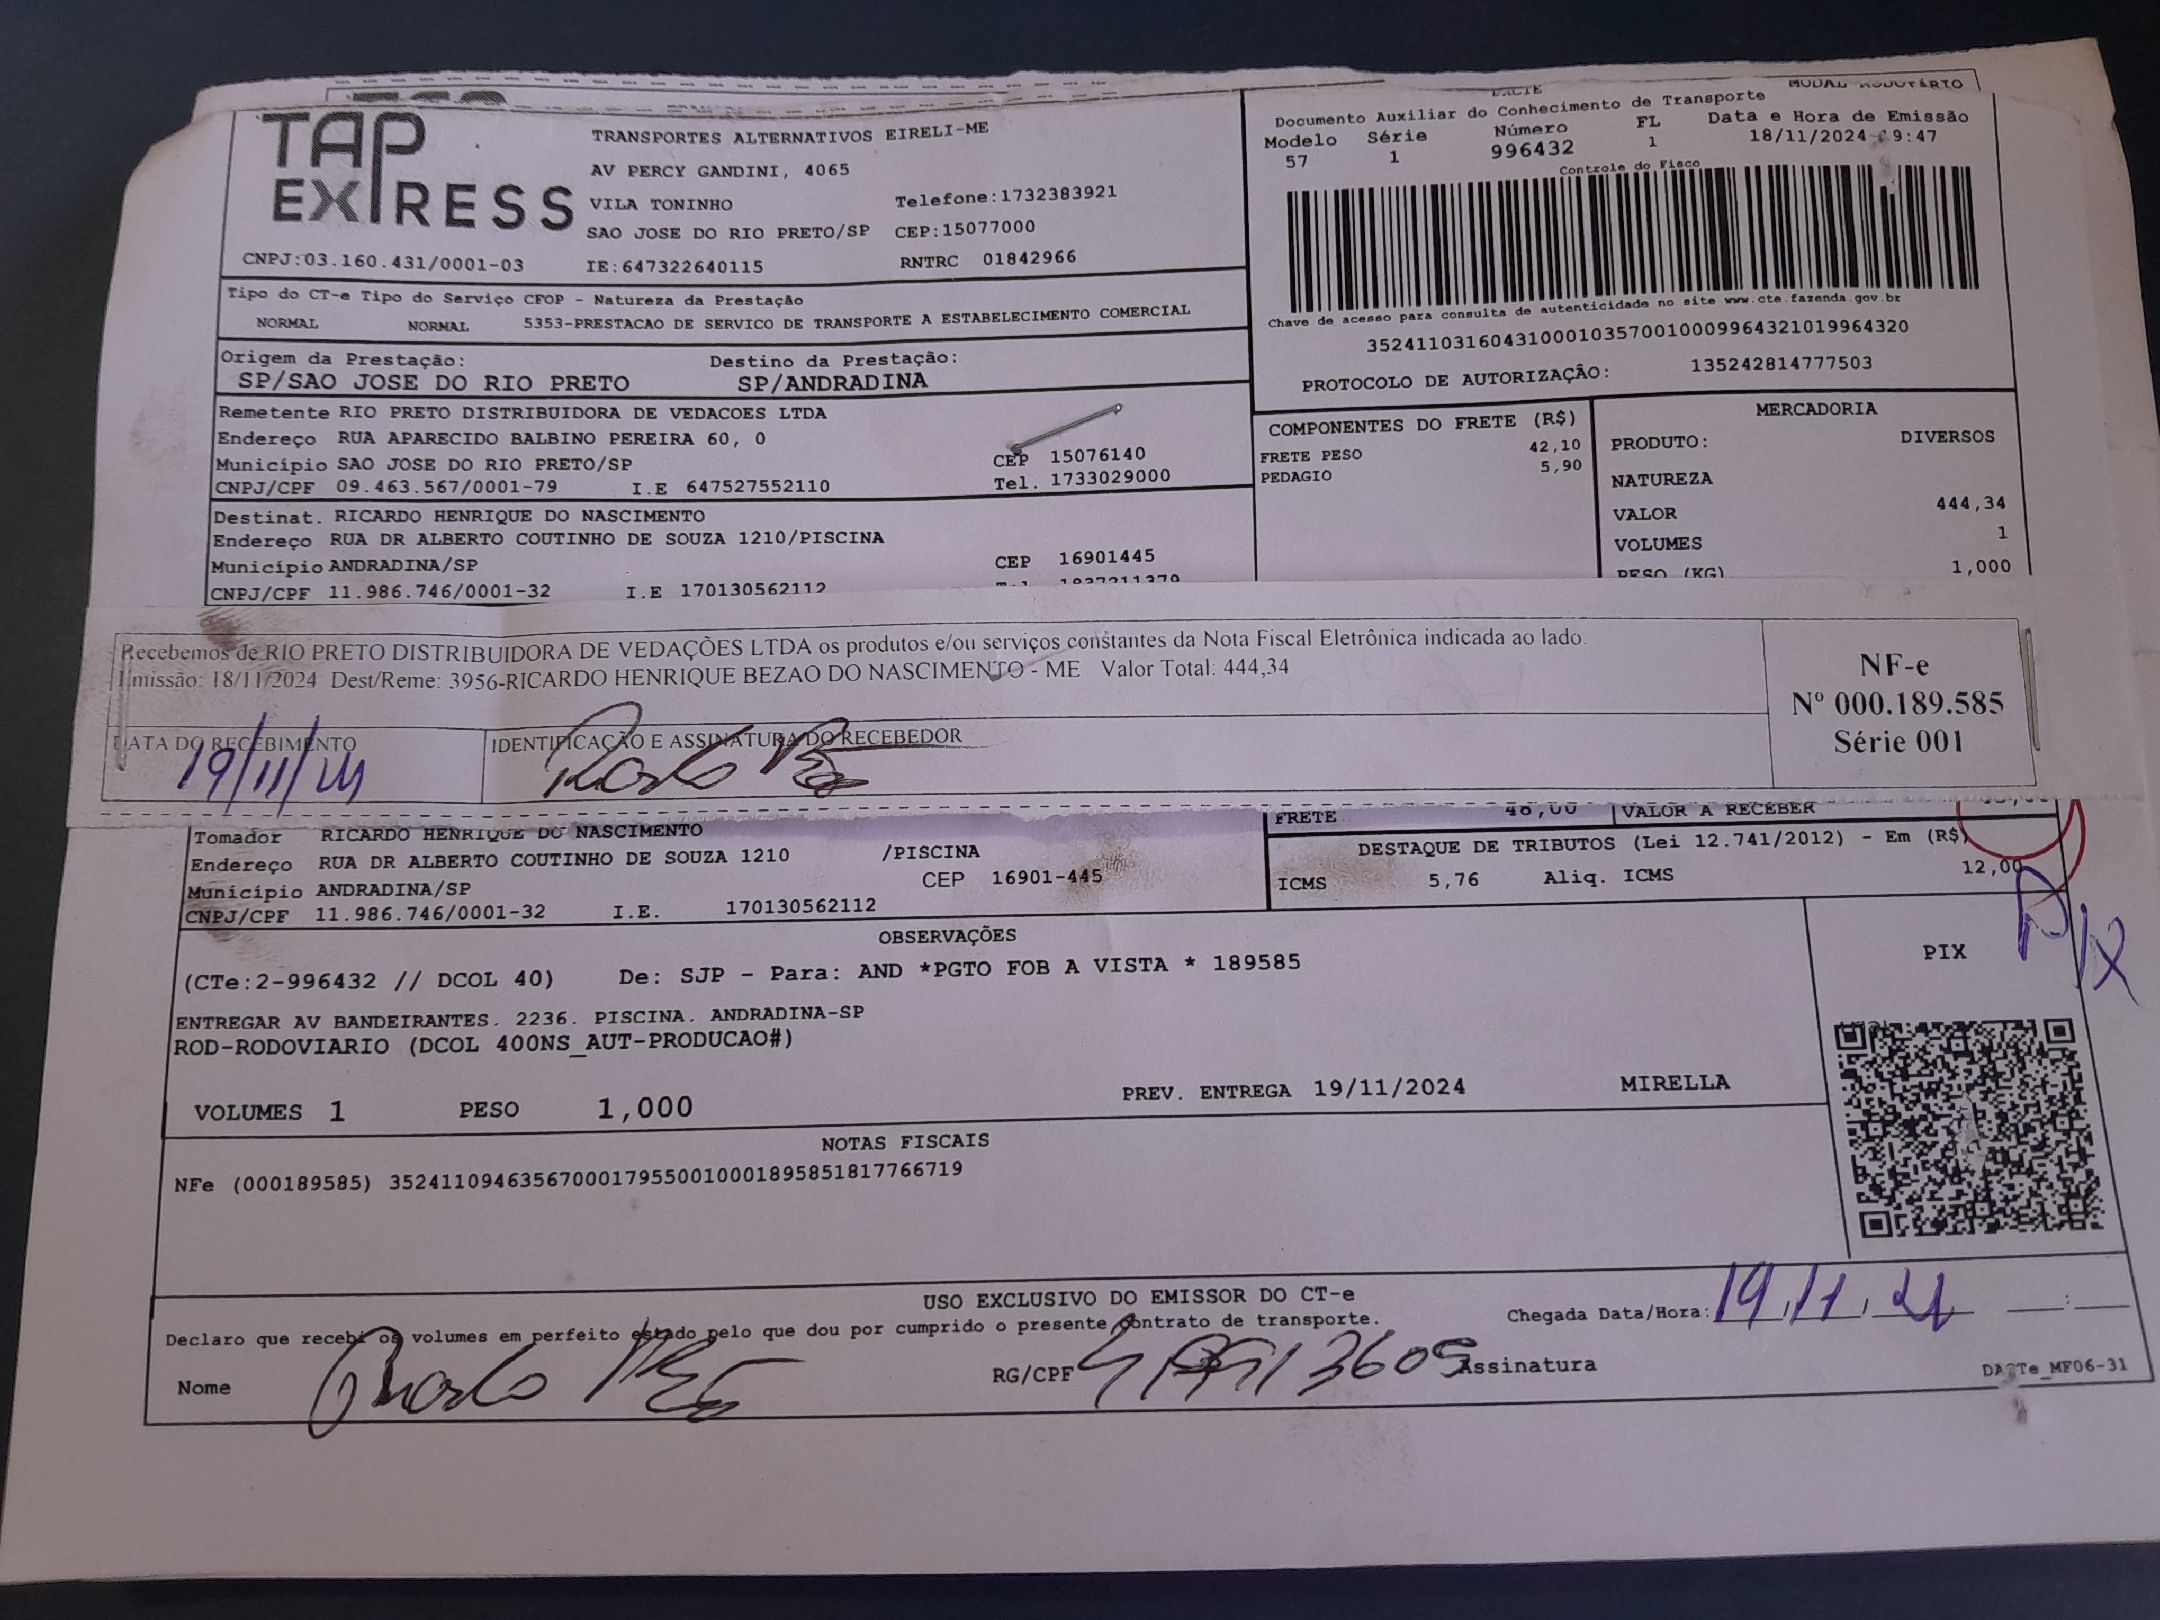 TAP EXPRESS
TRANSPORTES ALTERNATIVOS EIRELI-ME
AV PERCY GANDINI, 4065
VILA TONINHO Telefone:1732383921
SAO JOSE DO RIO PRETO/SP CEP:15077000
CNPJ:03.160.431/0001-03 IE:647322640115 RNTRC 01842966
DACTE MODAL RODOVIÁRIO
Documento Auxiliar do Conhecimento de Transporte
Modelo Série Número FL Data e Hora de Emissão
57 1 996432 1 18/11/2024 9:47
Controle do Fisco
Chave de acesso para consulta de autenticidade no site www.cte.fazenda.gov.br
35241103160431000103570010009964321019964320
PROTOCOLO DE AUTORIZAÇÃO: 135242814777503
Tipo do CT-e Tipo do Serviço CFOP - Natureza da Prestação
NORMAL NORMAL 5353-PRESTACAO DE SERVICO DE TRANSPORTE A ESTABELECIMENTO COMERCIAL
Origem da Prestação: Destino da Prestação:
SP/SAO JOSE DO RIO PRETO SP/ANDRADINA
Remetente RIO PRETO DISTRIBUIDORA DE VEDACOES LTDA
Endereço RUA APARECIDO BALBINO PEREIRA 60, 0
Município SAO JOSE DO RIO PRETO/SP CEP 15076140
CNPJ/CPF 09.463.567/0001-79 I.E 647527552110 Tel. 1733029000
Destinat. RICARDO HENRIQUE DO NASCIMENTO
Endereço RUA DR ALBERTO COUTINHO DE SOUZA 1210/PISCINA
Município ANDRADINA/SP CEP 16901445
CNPJ/CPF 11.986.746/0001-32 I.E 170130562112 Tel 1837211379
COMPONENTES DO FRETE (R$)
FRETE PESO 42,10
PEDAGIO 5,90
MERCADORIA
PRODUTO: DIVERSOS
NATUREZA
VALOR 444,34
VOLUMES 1
PESO (KG) 1,000
Recebemos de RIO PRETO DISTRIBUIDORA DE VEDAÇÕES LTDA os produtos e/ou serviços constantes da Nota Fiscal Eletrônica indicada ao lado.
Emissão: 18/11/2024 Dest/Reme: 3956-RICARDO HENRIQUE BEZAO DO NASCIMENTO - ME Valor Total: 444,34
DATA DO RECEBIMENTO IDENTIFICAÇÃO E ASSINATURA DO RECEBEDOR
19/11/24
NF-e
Nº 000.189.585
Série 001
Tomador RICARDO HENRIQUE DO NASCIMENTO
Endereço RUA DR ALBERTO COUTINHO DE SOUZA 1210 /PISCINA
Município ANDRADINA/SP CEP 16901-445
CNPJ/CPF 11.986.746/0001-32 I.E. 170130562112
FRETE 48,00 VALOR A RECEBER
DESTAQUE DE TRIBUTOS (Lei 12.741/2012) - Em (R$)
ICMS 5,76 Aliq. ICMS 12,00
PIX
OBSERVAÇÕES
(CTe:2-996432 // DCOL 40) De: SJP - Para: AND *PGTO FOB A VISTA * 189585
ENTREGAR AV BANDEIRANTES. 2236. PISCINA. ANDRADINA-SP
ROD-RODOVIARIO (DCOL 400NS_AUT-PRODUCAO#)
VOLUMES 1 PESO 1,000 PREV. ENTREGA 19/11/2024 MIRELLA
PIX
NOTAS FISCAIS
NFe (000189585) 35241109463567000179550010001895851817766719
USO EXCLUSIVO DO EMISSOR DO CT-e
Declaro que recebi os volumes em perfeito estado pelo que dou por cumprido o presente contrato de transporte.
Chegada Data/Hora: 19/11/24 __:__
Nome RG/CPF Assinatura
DACTe_MF06-31